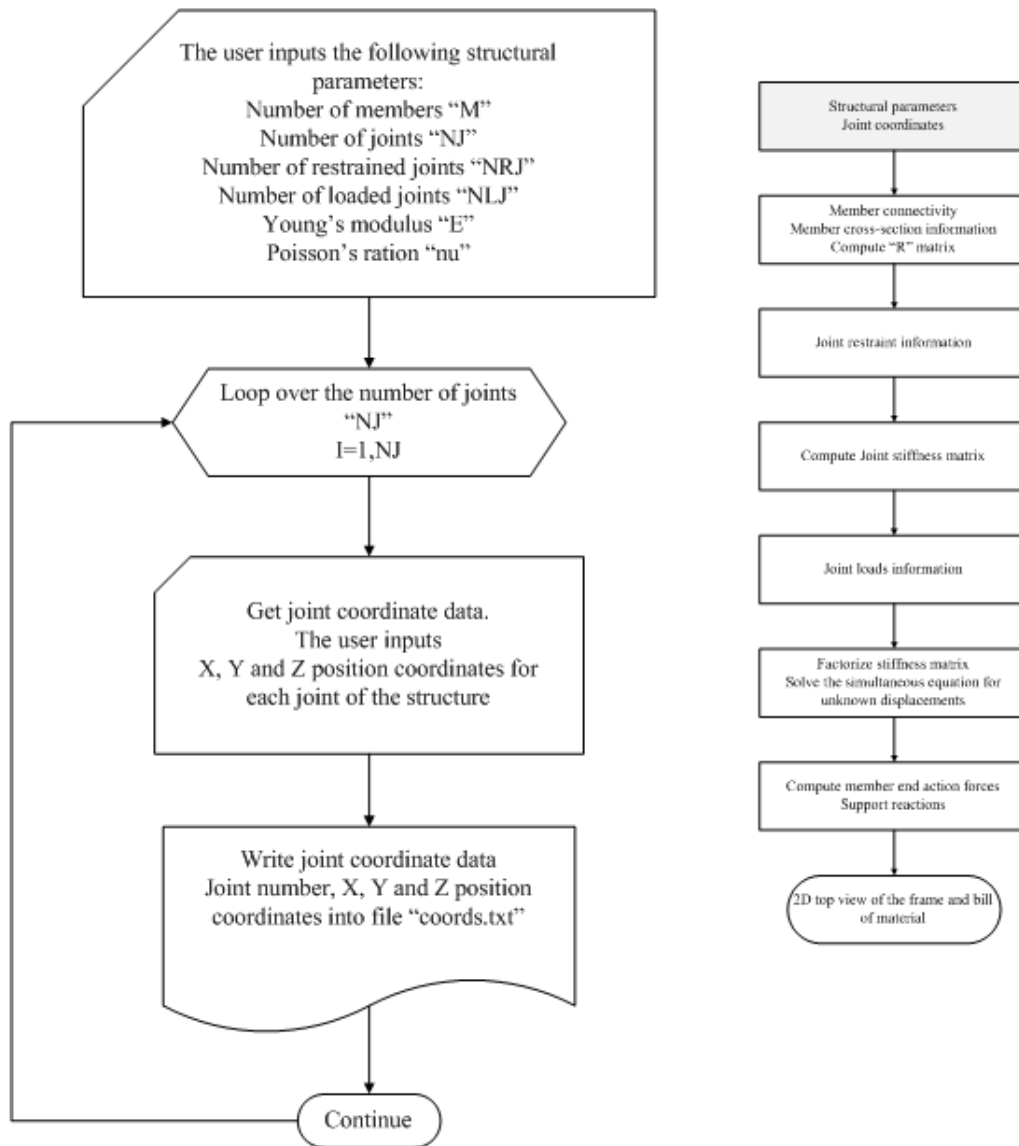 The user inputs the following structural
parameters:
Number of members “M”
Number of joints “NJ”
Number of restrained joints “NRJ”
Number of loaded joints “NLJ”
Young’s modulus “E”
Poisson’s ration “nu”
Loop over the number of joints
“NJ”
I=1,NJ
Get joint coordinate data.
The user inputs
X, Y and Z position coordinates for
each joint of the structure
Write joint coordinate data
Joint number, X, Y and Z position
coordinates into file “coords.txt”
Continue
Structural parameters
Joint coordinates
Member connectivity
Member cross-section information
Compute “R” matrix
Joint restraint information
Compute Joint stiffness matrix
Joint loads information
Factorize stiffness matrix
Solve the simultaneous equation for
unknown displacements
Compute member end action forces
Support reactions
2D top view of the frame and bill
of material